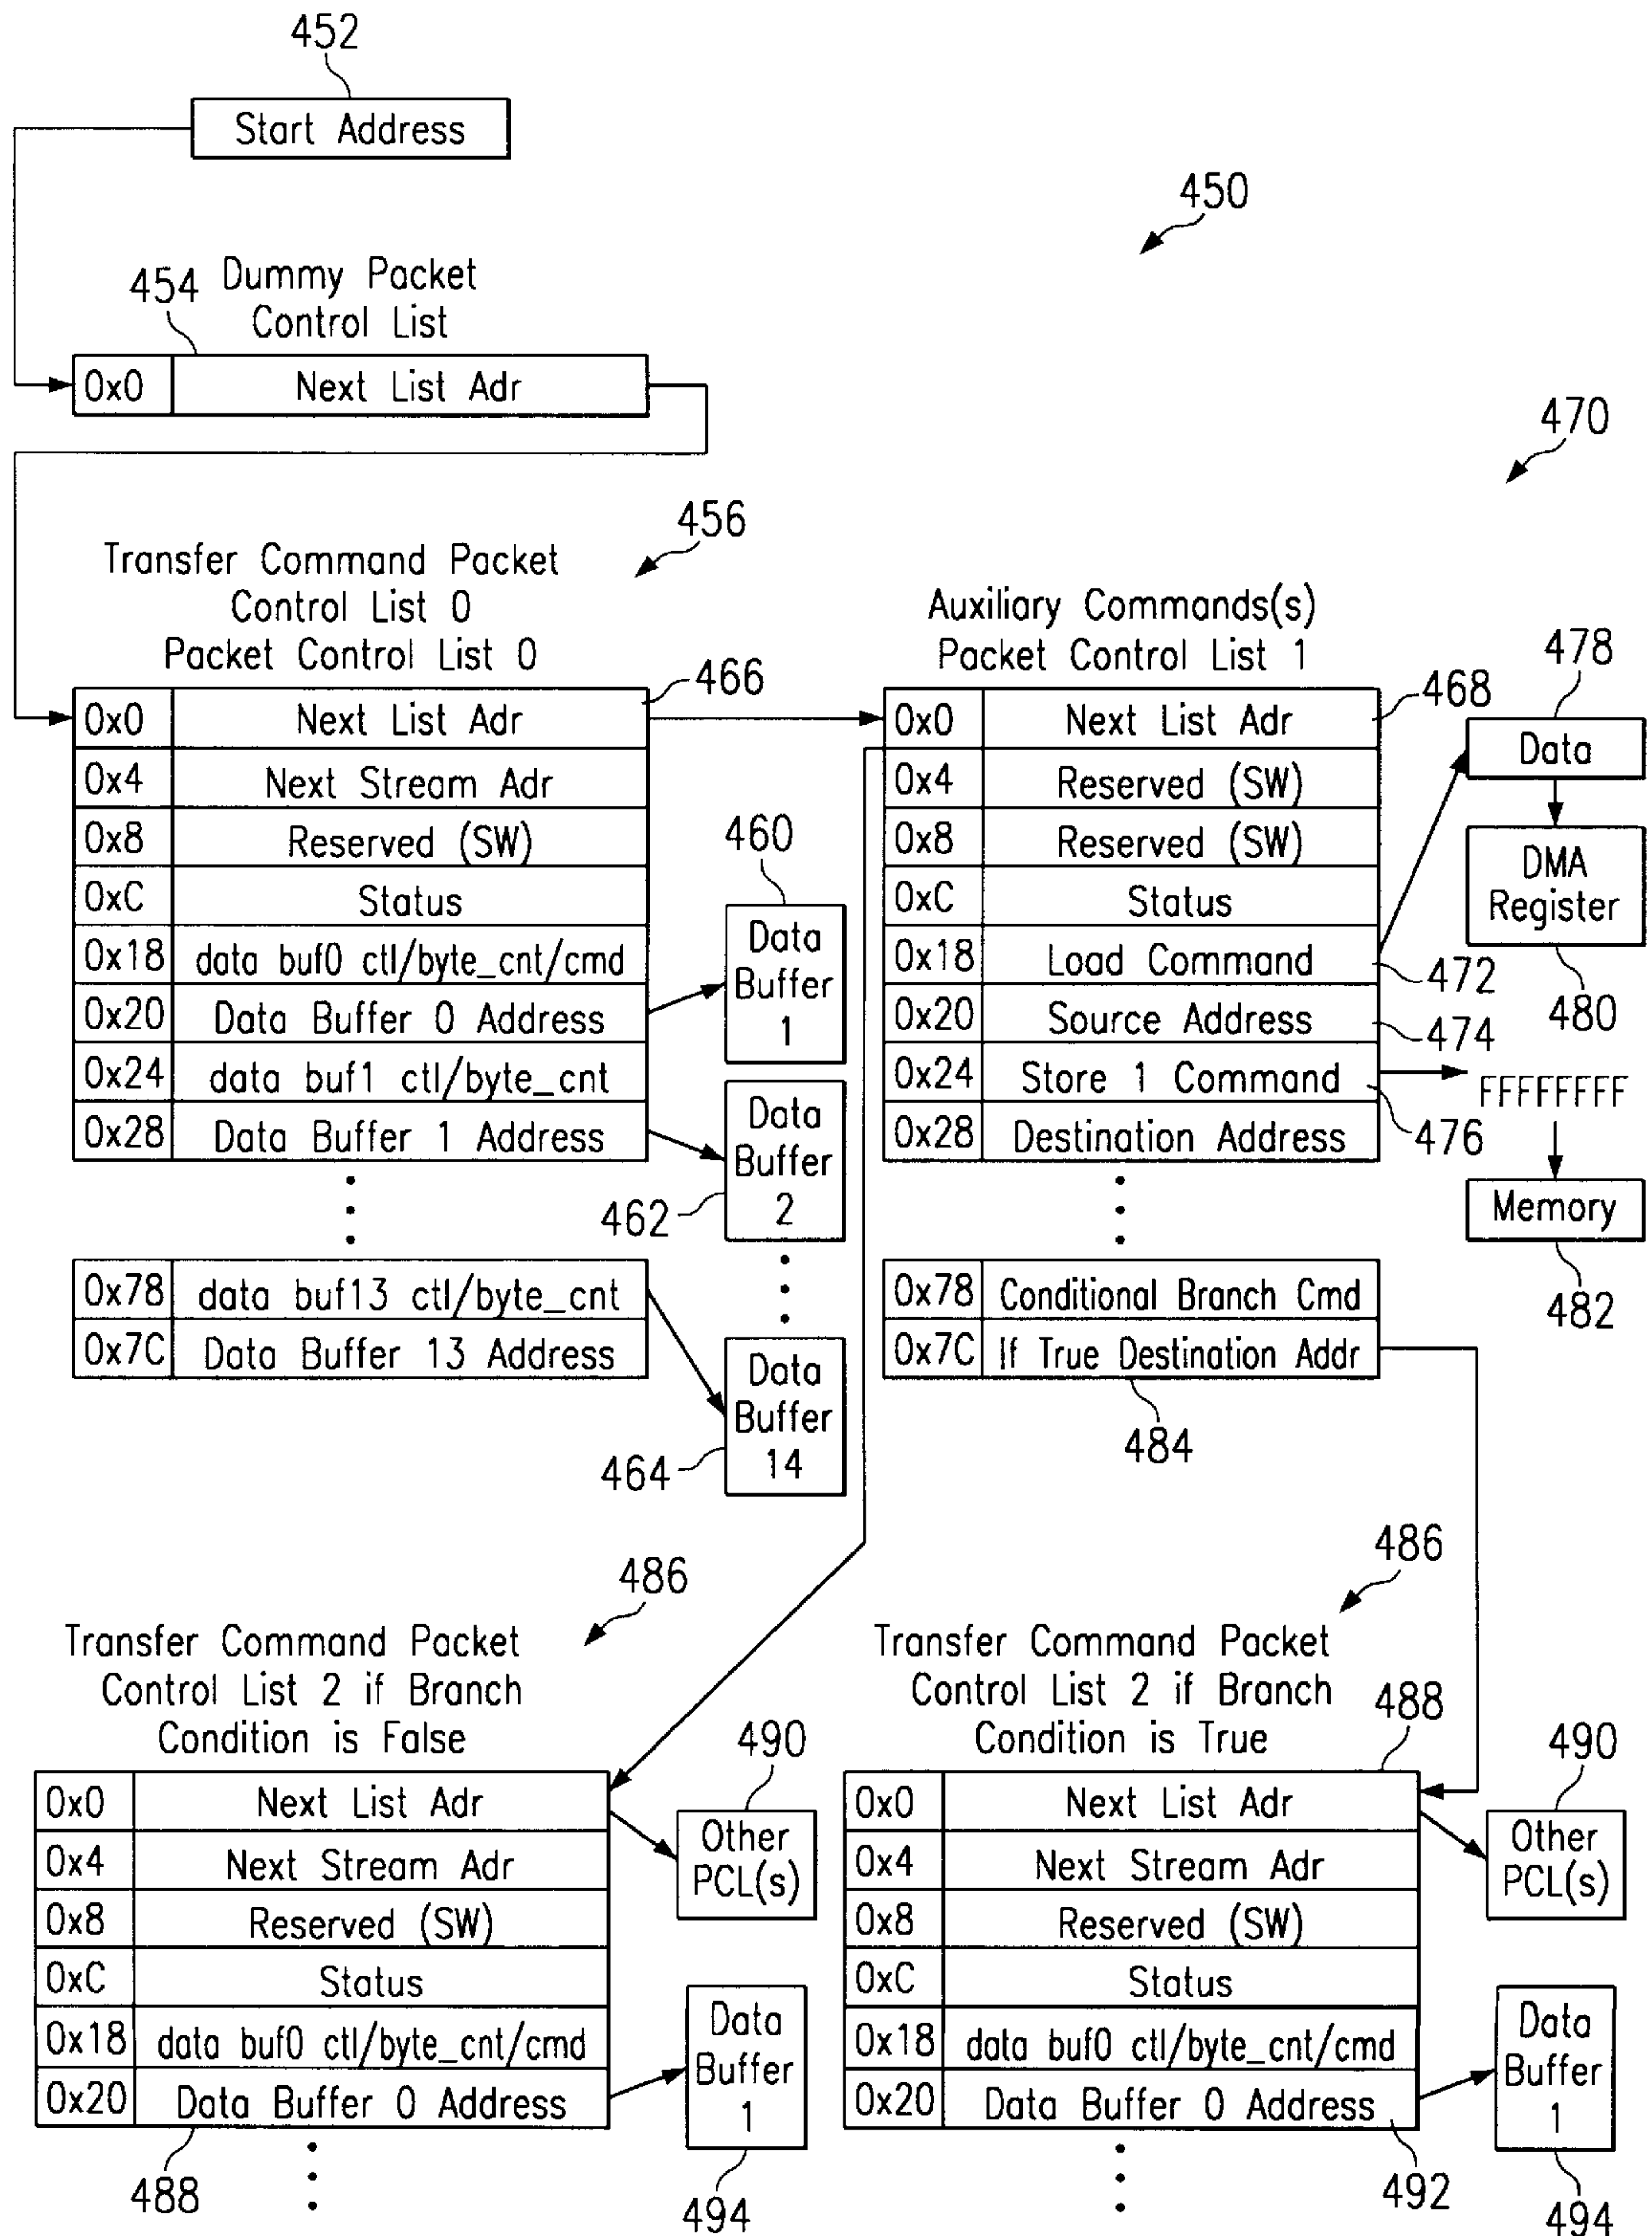 452
Start Address
450
454 Dummy Packet
Control List
0x0 Next List Adr
470
456
Transfer Command Packet
Control List 0
Packet Control List 0
466
0x0 Next List Adr
0x4 Next Stream Adr
0x8 Reserved (SW)
0xC Status
0x18 data buf0 ctl/byte_cnt/cmd
0x20 Data Buffer 0 Address
0x24 data buf1 ctl/byte_cnt
0x28 Data Buffer 1 Address
0x78 data buf13 ctl/byte_cnt
0x7C Data Buffer 13 Address
460
Data
Buffer
1
Data
Buffer
2
462
Data
Buffer
14
464
Auxiliary Commands(s)
Packet Control List 1
468
0x0 Next List Adr
0x4 Reserved (SW)
0x8 Reserved (SW)
0xC Status
0x18 Load Command
472
0x20 Source Address
474
0x24 Store 1 Command
476
0x28 Destination Address
0x78 Conditional Branch Cmd
0x7C If True Destination Addr
484
478
Data
DMA
Register
480
FFFFFFFF
Memory
482
486
Transfer Command Packet
Control List 2 if Branch
Condition is False
0x0 Next List Adr
0x4 Next Stream Adr
0x8 Reserved (SW)
0xC Status
0x18 data buf0 ctl/byte_cnt/cmd
0x20 Data Buffer 0 Address
488
490
Other
PCL(s)
Data
Buffer
1
494
486
Transfer Command Packet
Control List 2 if Branch
Condition is True
488
0x0 Next List Adr
0x4 Next Stream Adr
0x8 Reserved (SW)
0xC Status
0x18 data buf0 ctl/byte_cnt/cmd
0x20 Data Buffer 0 Address
492
490
Other
PCL(s)
Data
Buffer
1
494